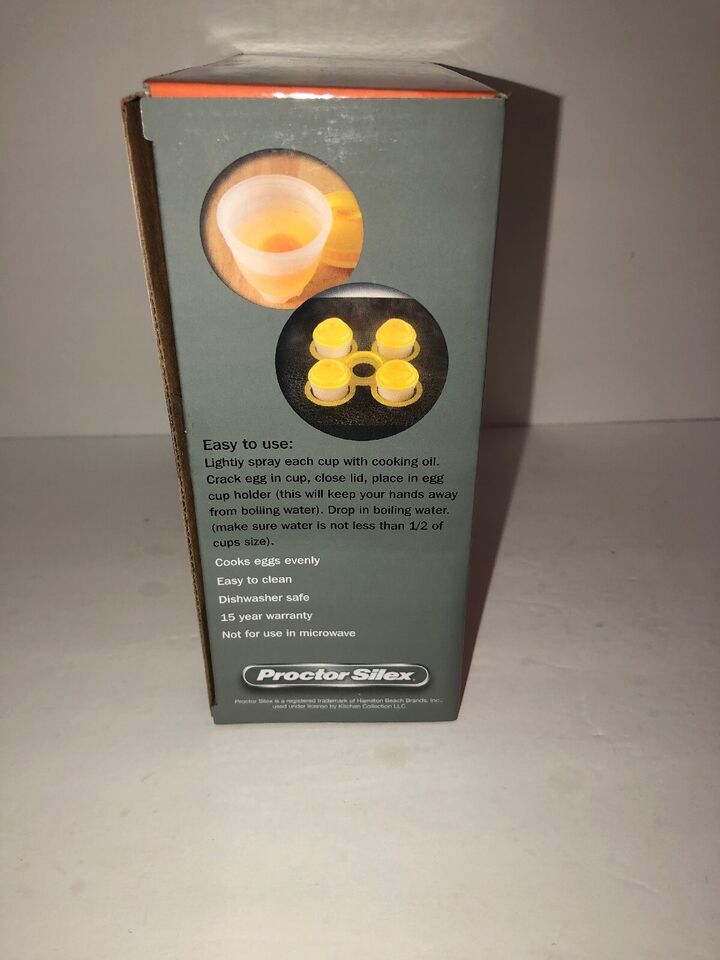 Easy to use:
Lightly spray each cup with cooking oil.
Crack egg in cup, close lid, place in egg
cup holder (this will keep your hands away
from boiling water). Drop in boiling water.
(make sure water is not less than 1/2 of
cups size).
Cooks eggs evenly
Easy to clean
Dishwasher safe
15 year warranty
Not for use in microwave
Proctor Silex
Proctor Silex is a registered trademark of Hamilton Beach Brands, Inc.,
used under license by Kitchen Collection LLC